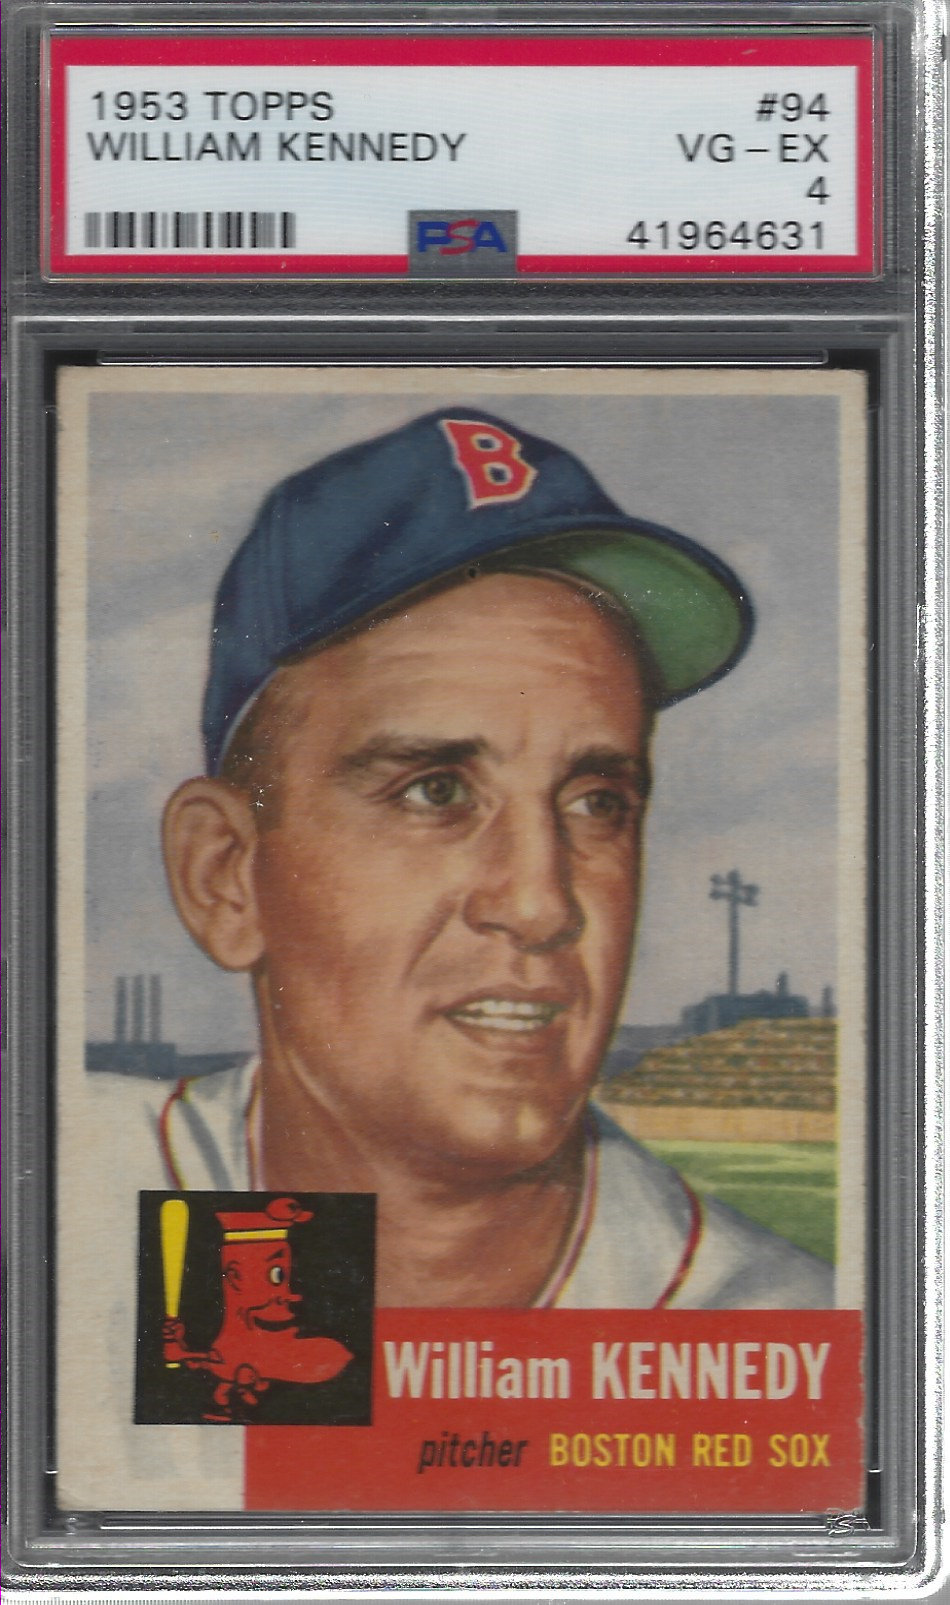 1953 TOPPS #94
WILLIAM KENNEDY VG-EX
4
PSA 41964631
B
William KENNEDY
pitcher BOSTON RED SOX